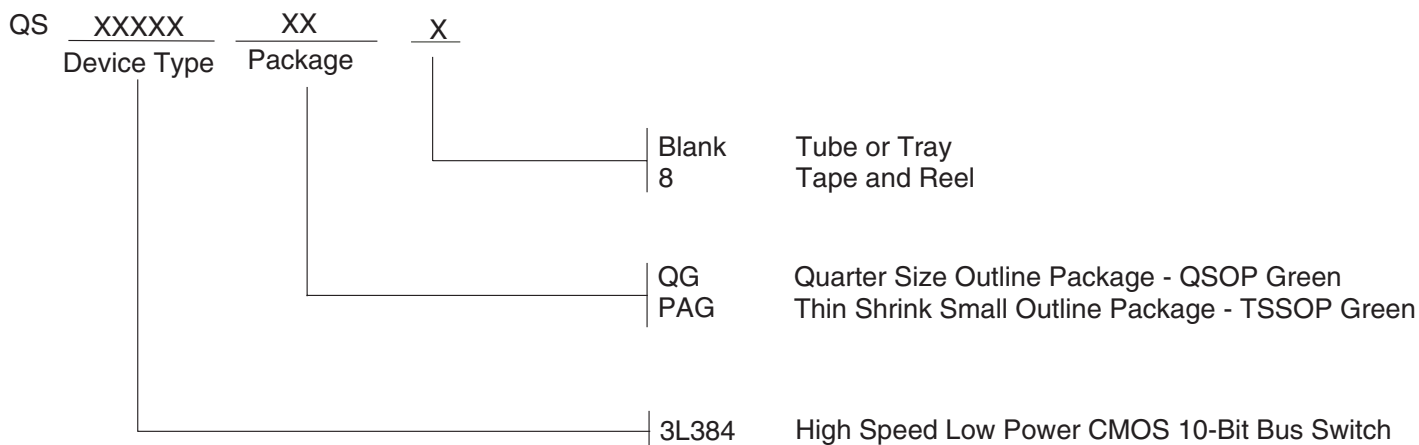 QS XXXXX XX X
Device Type Package
Blank Tube or Tray
8 Tape and Reel
QG Quarter Size Outline Package - QSOP Green
PAG Thin Shrink Small Outline Package - TSSOP Green
3L384 High Speed Low Power CMOS 10-Bit Bus Switch